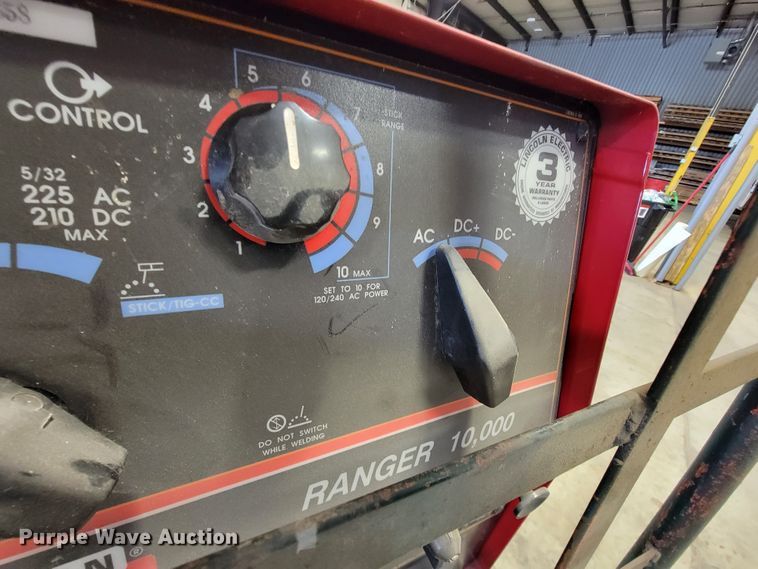 CONTROL
5/32
225 AC
210 DC
MAX
STICK/TIG-CC
1
2
3
4
5
6
7
8
9
10 MAX
STICK
RANGE
SET TO 10 FOR
120/240 AC POWER
LINCOLN ELECTRIC
3
YEAR
WARRANTY
AC
DC+
DC-
DO NOT SWITCH
WHILE WELDING
RANGER 10,000
Purple Wave Auction
®